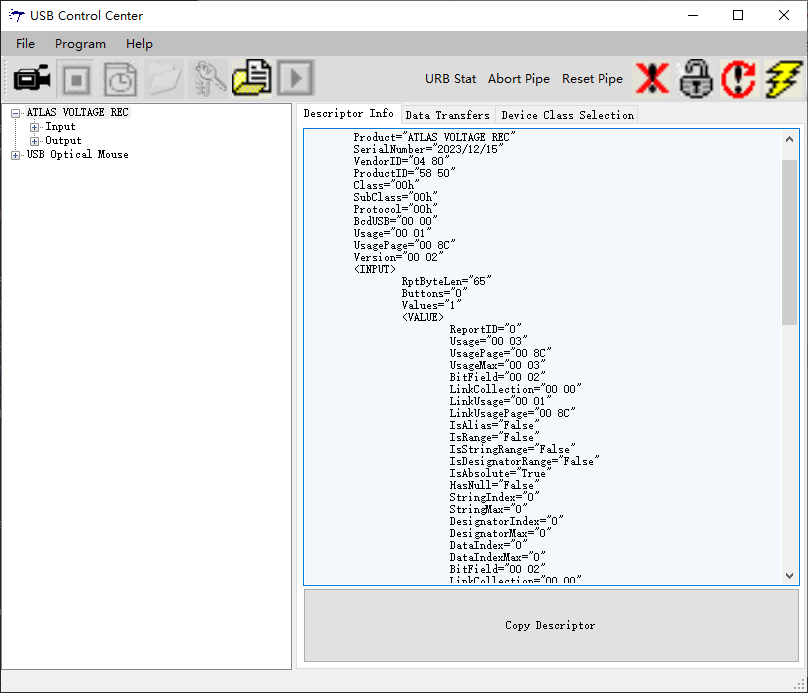 USB Control Center
File Program Help
URB Stat Abort Pipe Reset Pipe
ATLAS VOLTAGE REC
Input
Output
USB Optical Mouse
Descriptor Info Data Transfers Device Class Selection
Product="ATLAS VOLTAGE REC"
SerialNumber="2023/12/15"
VendorID="04 80"
ProductID="58 50"
Class="00h"
SubClass="00h"
Protocol="00h"
BcdUSB="00 00"
Usage="00 01"
UsagePage="00 8C"
Version="00 02"
<INPUT>
RptByteLen="65"
Buttons="0"
Values="1"
<VALUE>
ReportID="0"
Usage="00 03"
UsagePage="00 8C"
UsageMax="00 03"
BitField="00 02"
LinkCollection="00 00"
LinkUsage="00 01"
LinkUsagePage="00 8C"
IsAlias="False"
IsRange="False"
IsStringRange="False"
IsDesignatorRange="False"
IsAbsolute="True"
HasNull="False"
StringIndex="0"
StringMax="0"
DesignatorIndex="0"
DesignatorMax="0"
DataIndex="0"
DataIndexMax="0"
BitField="00 02"
LinkCollection="00 00"
Copy Descriptor